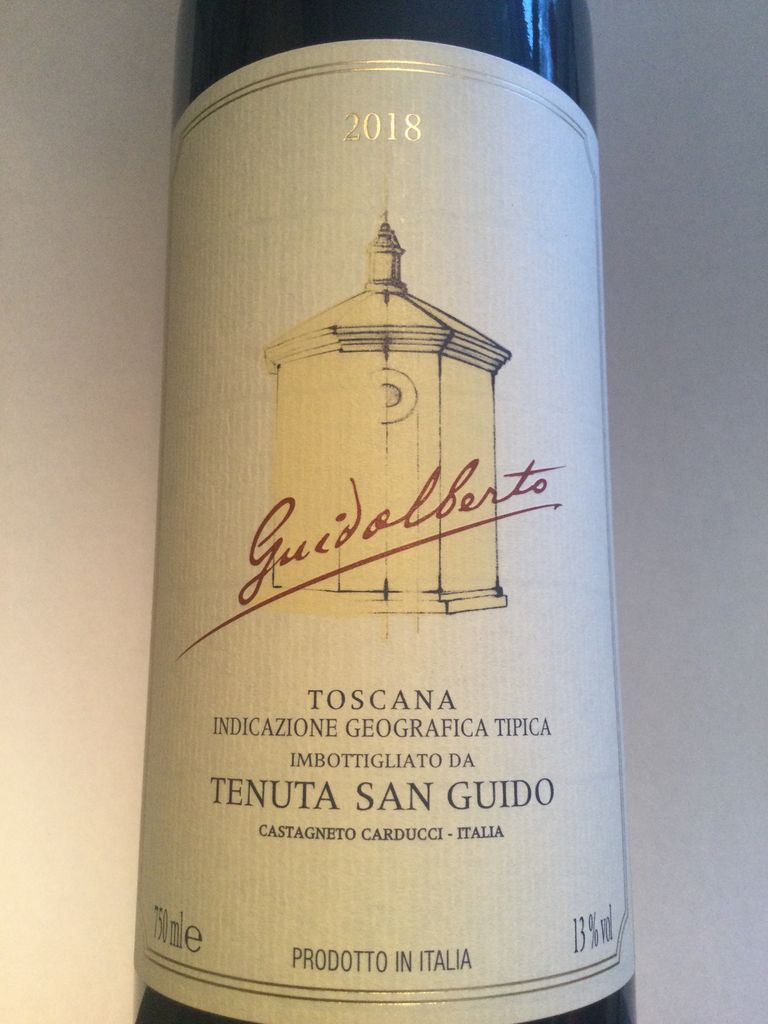 2018
Guidalberto
TOSCANA
INDICAZIONE GEOGRAFICA TIPICA
IMBOTTIGLIATO DA
TENUTA SAN GUIDO
CASTAGNETO CARDUCCI - ITALIA
750 ml e
13 % vol
PRODOTTO IN ITALIA